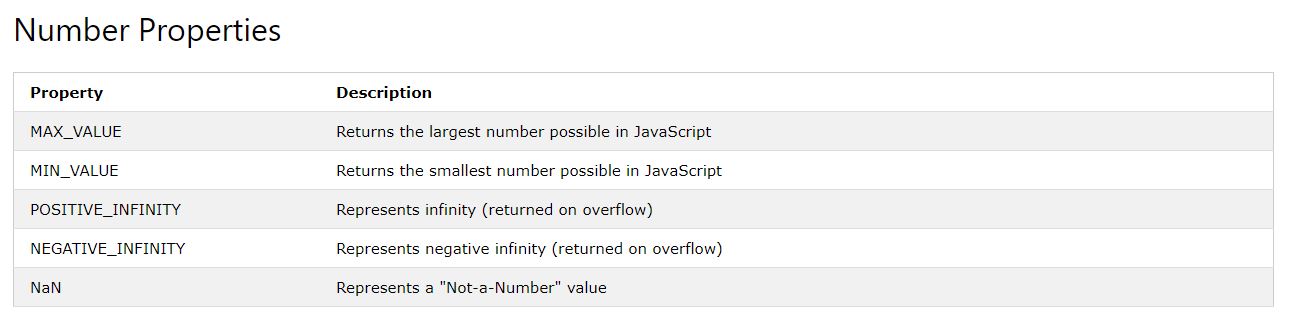 Number Properties
Property Description
MAX_VALUE Returns the largest number possible in JavaScript
MIN_VALUE Returns the smallest number possible in JavaScript
POSITIVE_INFINITY Represents infinity (returned on overflow)
NEGATIVE_INFINITY Represents negative infinity (returned on overflow)
NaN Represents a "Not-a-Number" value